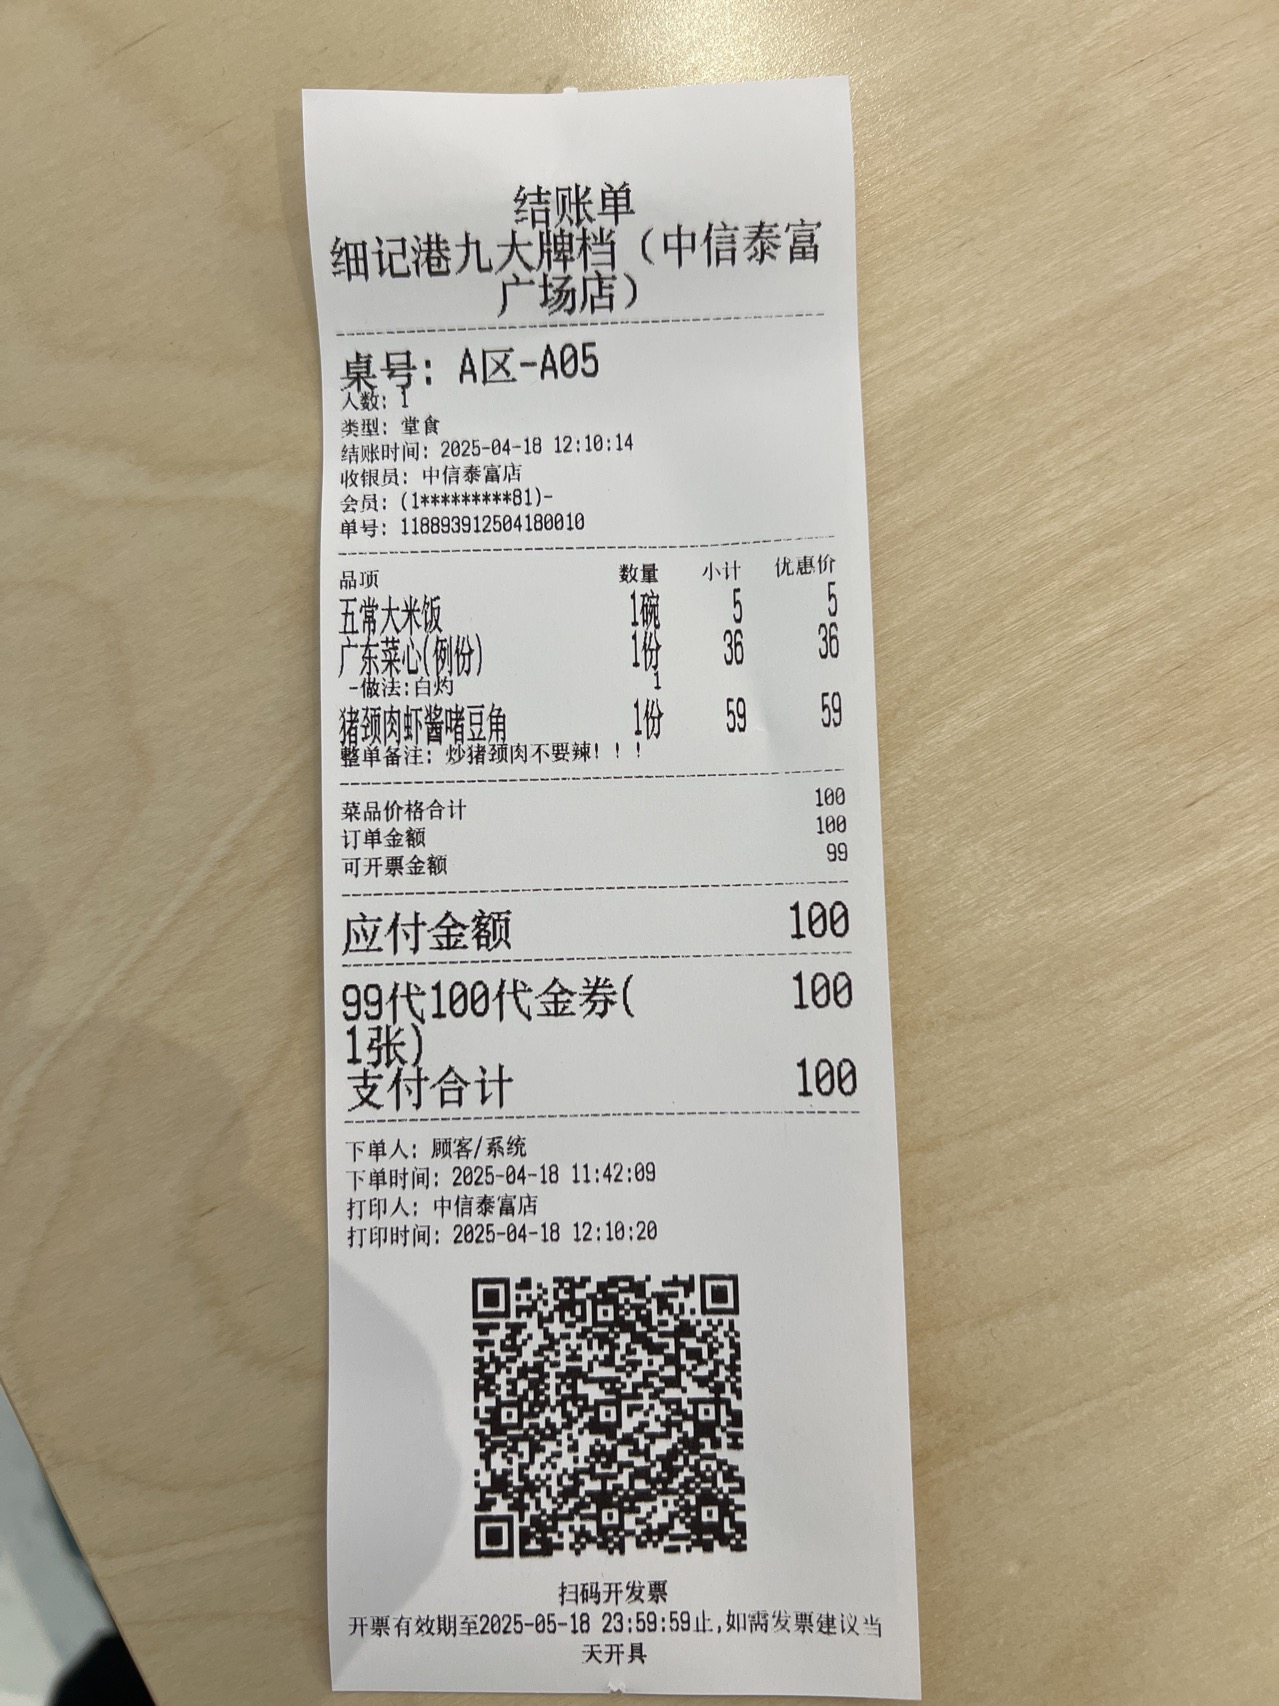 结账单
细记港九大牌档（中信泰富
广场店）
桌号: A区-A05
人数: 1
类型: 堂食
结账时间: 2025-04-18 12:10:14
收银员: 中信泰富店
会员: (1*********81)-
单号: 118893912504180010
品项 数量 小计 优惠价
五常大米饭 1碗 5 5
广东菜心(例份) 1份 36 36
-做法:白灼 1
猪颈肉虾酱啫豆角 1份 59 59
整单备注: 炒猪颈肉不要辣！！！
菜品价格合计 100
订单金额 100
可开票金额 99
应付金额 100
99代100代金券( 100
1张)
支付合计 100
下单人: 顾客/系统
下单时间: 2025-04-18 11:42:09
打印人: 中信泰富店
打印时间: 2025-04-18 12:10:20
扫码开发票
开票有效期至2025-05-18 23:59:59止,如需发票建议当
天开具